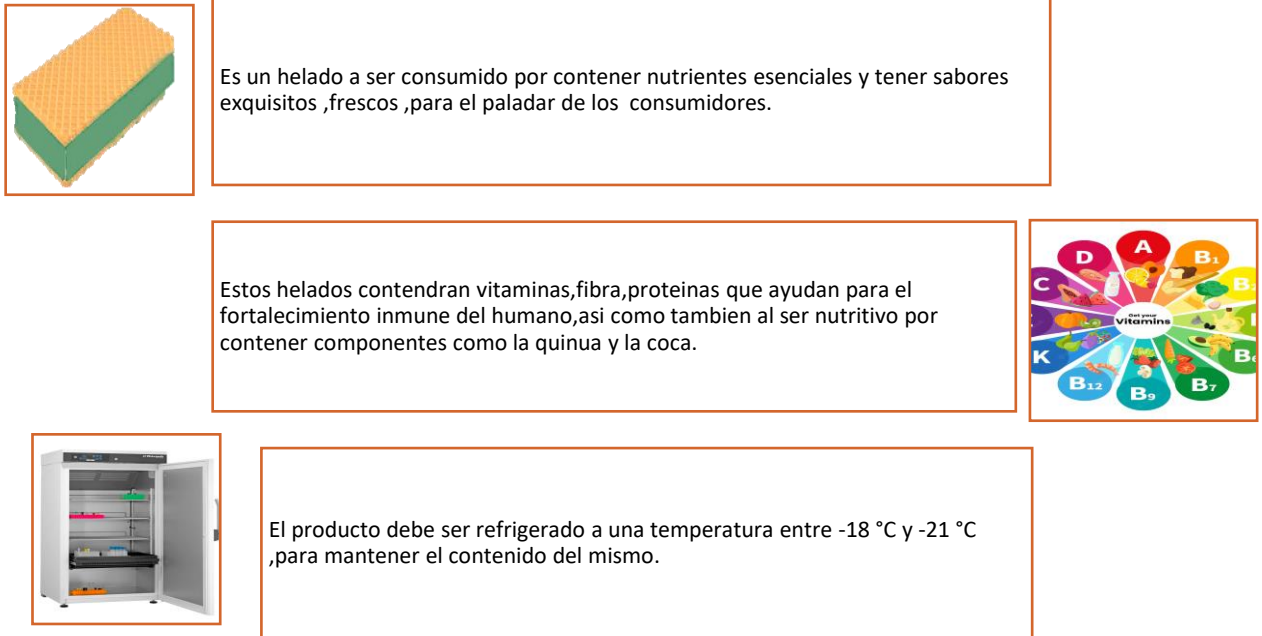 Es un helado a ser consumido por contener nutrientes esenciales y tener sabores
exquisitos ,frescos ,para el paladar de los  consumidores.
Estos helados contendran vitaminas,fibra,proteinas que ayudan para el
fortalecimiento inmune del humano,asi como tambien al ser nutritivo por
contener componentes como la quinua y la coca.
D
A
B₁
C
B
Get your
vitamins
K
B₁₂
B₉
B₇
El producto debe ser refrigerado a una temperatura entre -18 °C y -21 °C
,para mantener el contenido del mismo.